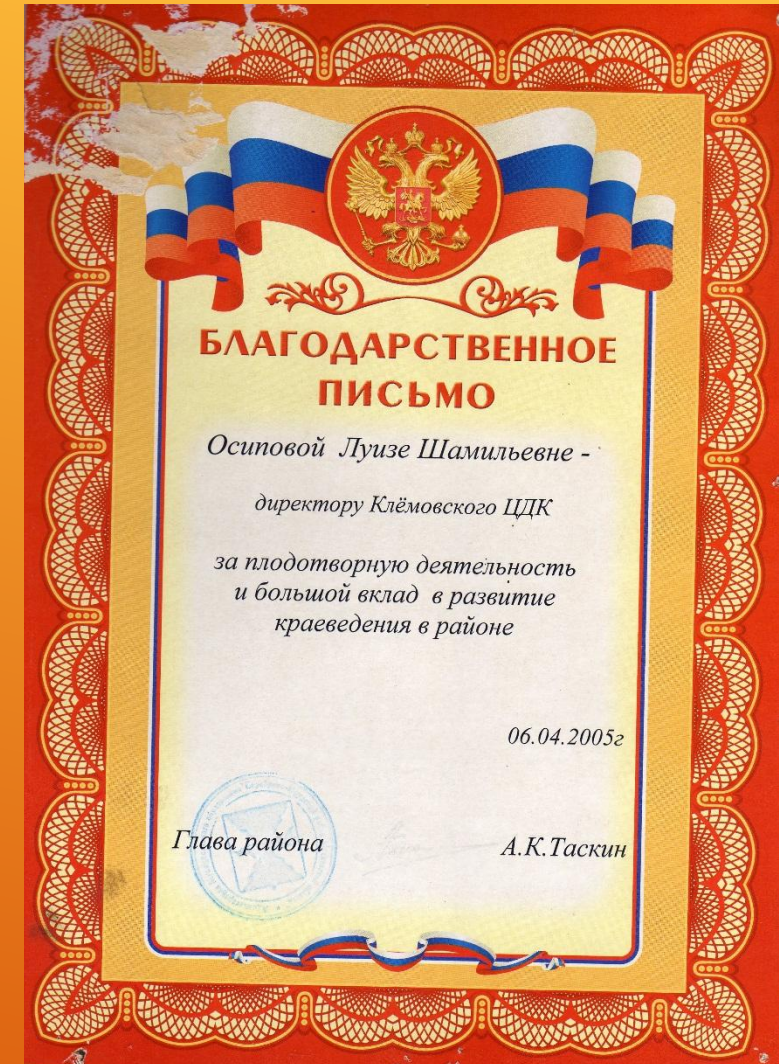 БЛАГОДАРСТВЕННОЕ
ПИСЬМО
Осиповой Луизе Шамильевне -
директору Клёмовского ЦДК
за плодотворную деятельность
и большой вклад в развитие
краеведения в районе
06.04.2005г
Глава района А.К.Таскин